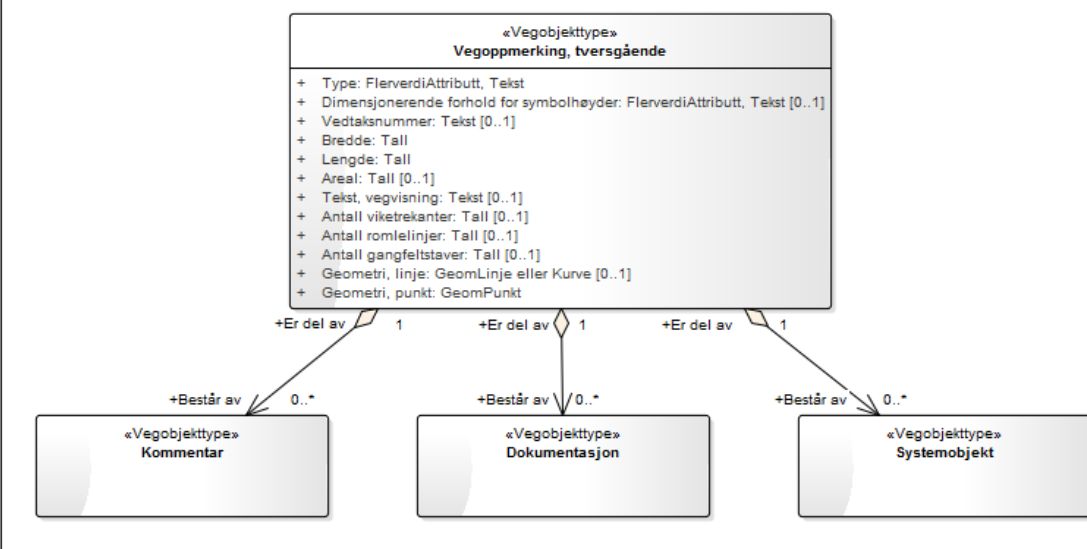 «Vegobjekttype»
Vegoppmerking, tversgående
+ Type: FlerverdiAttributt, Tekst
+ Dimensjonerende forhold for symbolhøyder: FlerverdiAttributt, Tekst [0..1]
+ Vedtaksnummer: Tekst [0..1]
+ Bredde: Tall
+ Lengde: Tall
+ Areal: Tall [0..1]
+ Tekst, vegvisning: Tekst [0..1]
+ Antall viketrekanter: Tall [0..1]
+ Antall romlelinjer: Tall [0..1]
+ Antall gangfeltstaver: Tall [0..1]
+ Geometri, linje: GeomLinje eller Kurve [0..1]
+ Geometri, punkt: GeomPunkt
+Er del av 1 +Er del av 1 +Er del av 1
+Består av 0..* +Består av 0..* +Består av 0..*
«Vegobjekttype» «Vegobjekttype» «Vegobjekttype»
Kommentar Dokumentasjon Systemobjekt